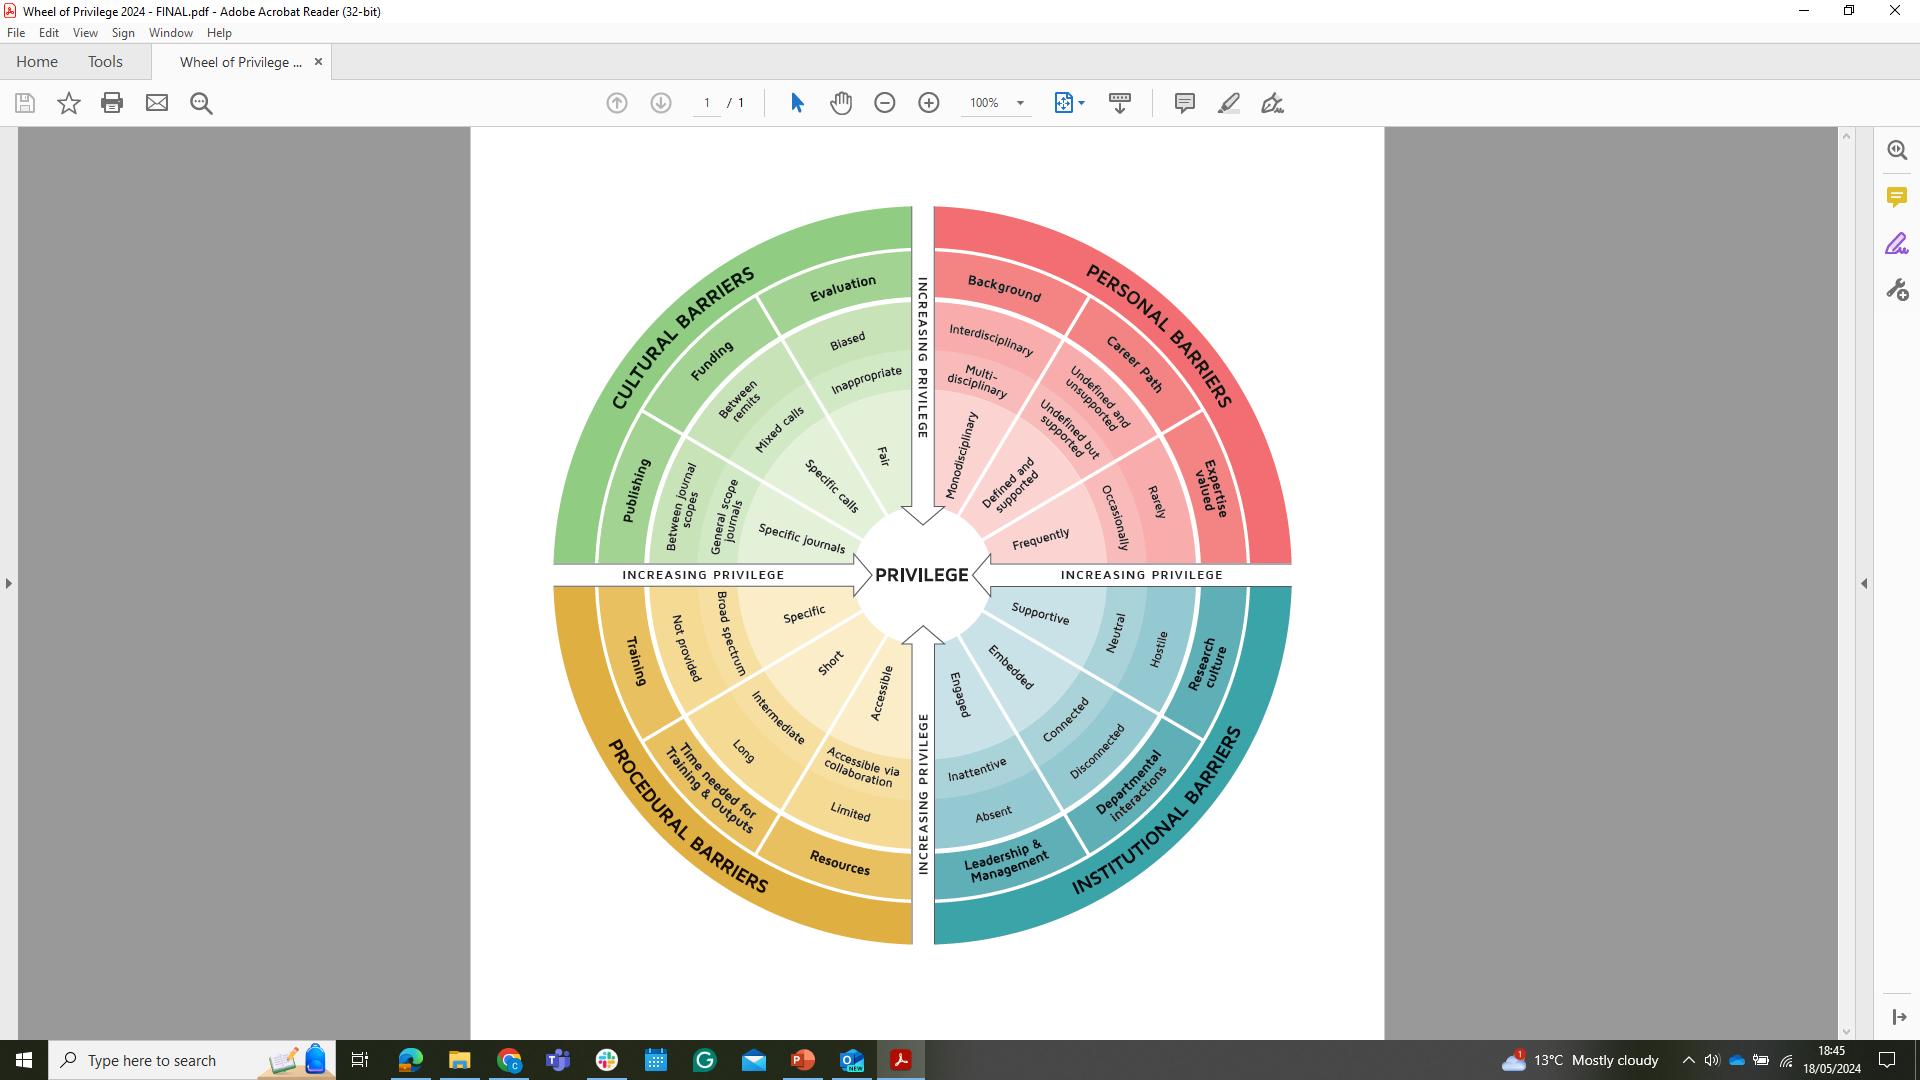 Wheel of Privilege 2024 - FINAL.pdf - Adobe Acrobat Reader (32-bit)
File Edit View Sign Window Help
Home Tools Wheel of Privilege ...
1 / 1 100%
CULTURAL BARRIERS
Evaluation
Biased
Inappropriate
Fair
Funding
Between
remits
Mixed calls
Specific calls
Publishing
Between journal
scopes
General scope
journals
Specific journals
PERSONAL BARRIERS
Background
Interdisciplinary
Multi-
disciplinary
Monodisciplinary
Career Path
Undefined and
unsupported
Undefined but
supported
Defined and
supported
Expertise
valued
Rarely
Occasionally
Frequently
INCREASING PRIVILEGE
INCREASING PRIVILEGE
PRIVILEGE
INCREASING PRIVILEGE
INCREASING PRIVILEGE
PROCEDURAL BARRIERS
Training
Not provided
Broad spectrum
Specific
Time needed for
Training & Outputs
Long
Intermediate
Short
Resources
Limited
Accessible via
collaboration
Accessible
INSTITUTIONAL BARRIERS
Research
culture
Hostile
Neutral
Supportive
Departmental
interactions
Disconnected
Connected
Embedded
Leadership &
Management
Absent
Inattentive
Engaged
Type here to search
NEW
1
13°C Mostly cloudy
18:45
18/05/2024